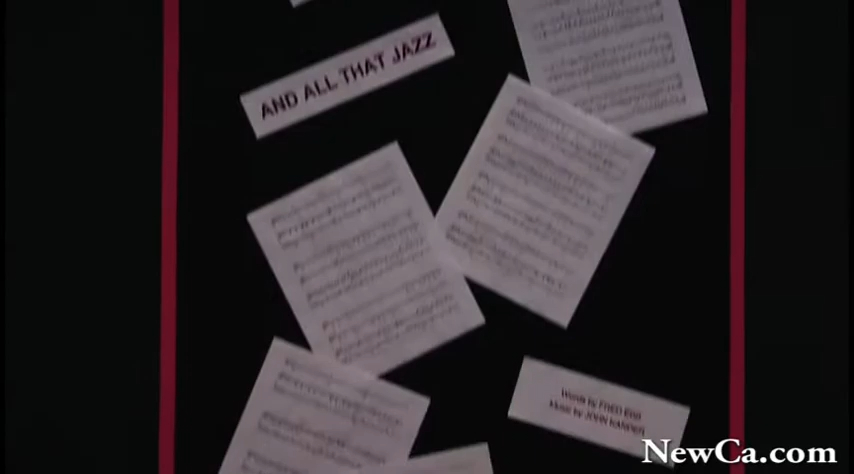 AND ALL THAT JAZZ
Words by FRED EBB
Music by JOHN KANDER
NewCa.com